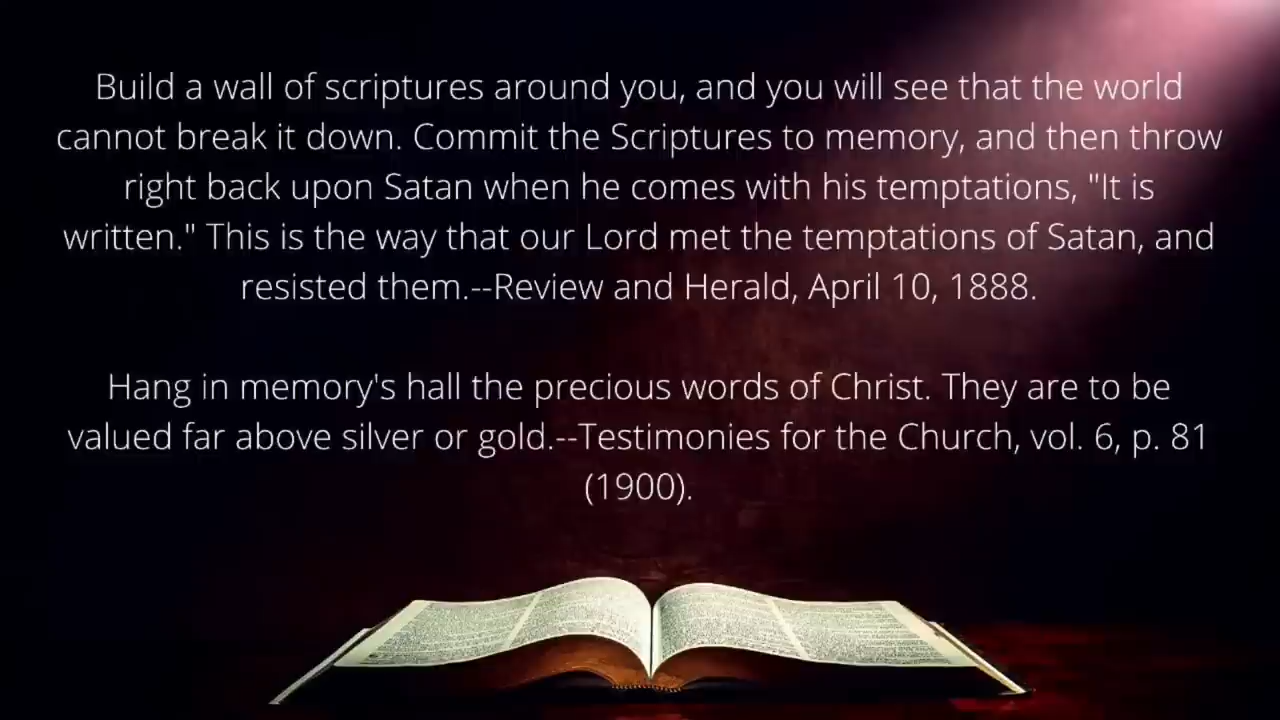 Build a wall of scriptures around you, and you will see that the world
cannot break it down. Commit the Scriptures to memory, and then throw
right back upon Satan when he comes with his temptations, "It is
written." This is the way that our Lord met the temptations of Satan, and
resisted them.--Review and Herald, April 10, 1888.
Hang in memory's hall the precious words of Christ. They are to be
valued far above silver or gold.--Testimonies for the Church, vol. 6, p. 81
(1900).